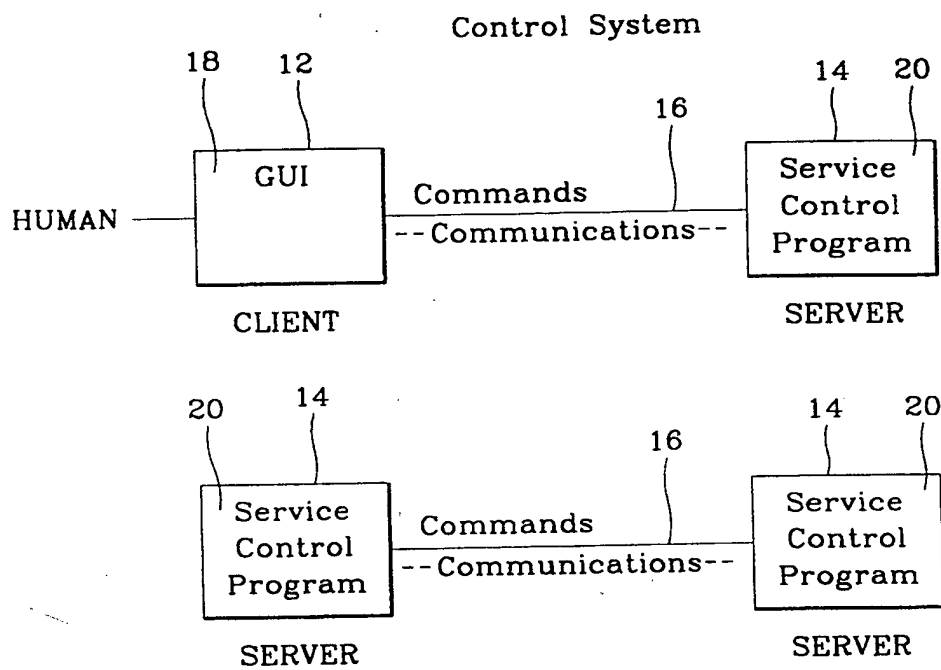 Control System
18 12 14 20
16
GUI
Service
Control
Program
HUMAN
Commands
--Communications--
CLIENT
SERVER
20 14 16 14 20
Service
Control
Program
Commands
--Communications--
Service
Control
Program
SERVER
SERVER